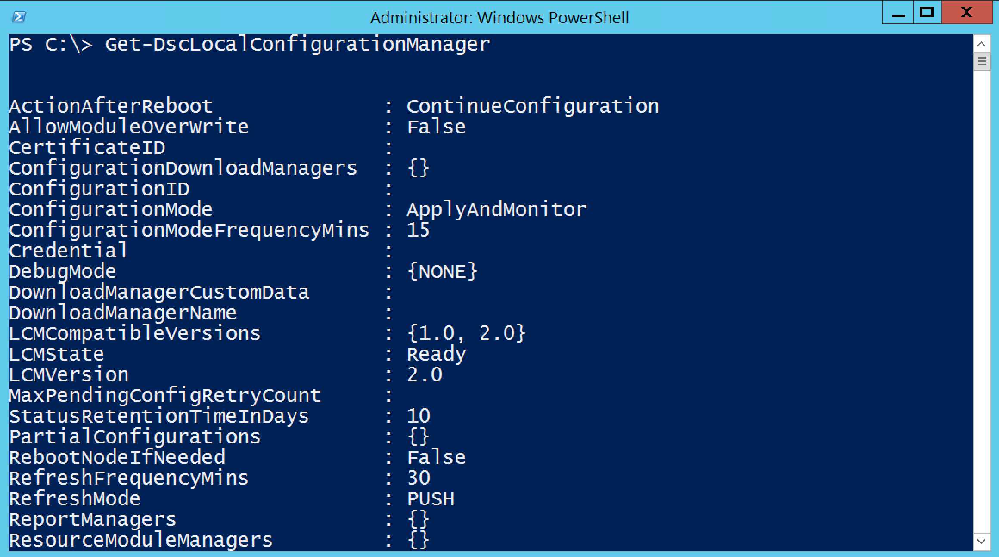 Administrator: Windows PowerShell
PS C:\> Get-DscLocalConfigurationManager
ActionAfterReboot : ContinueConfiguration
AllowModuleOverWrite : False
CertificateID :
ConfigurationDownloadManagers : {}
ConfigurationID :
ConfigurationMode : ApplyAndMonitor
ConfigurationModeFrequencyMins : 15
Credential :
DebugMode : {NONE}
DownloadManagerCustomData :
DownloadManagerName :
LCMCompatibleVersions : {1.0, 2.0}
LCMState : Ready
LCMVersion : 2.0
MaxPendingConfigRetryCount :
StatusRetentionTimeInDays : 10
PartialConfigurations : {}
RebootNodeIfNeeded : False
RefreshFrequencyMins : 30
RefreshMode : PUSH
ReportManagers : {}
ResourceModuleManagers : {}